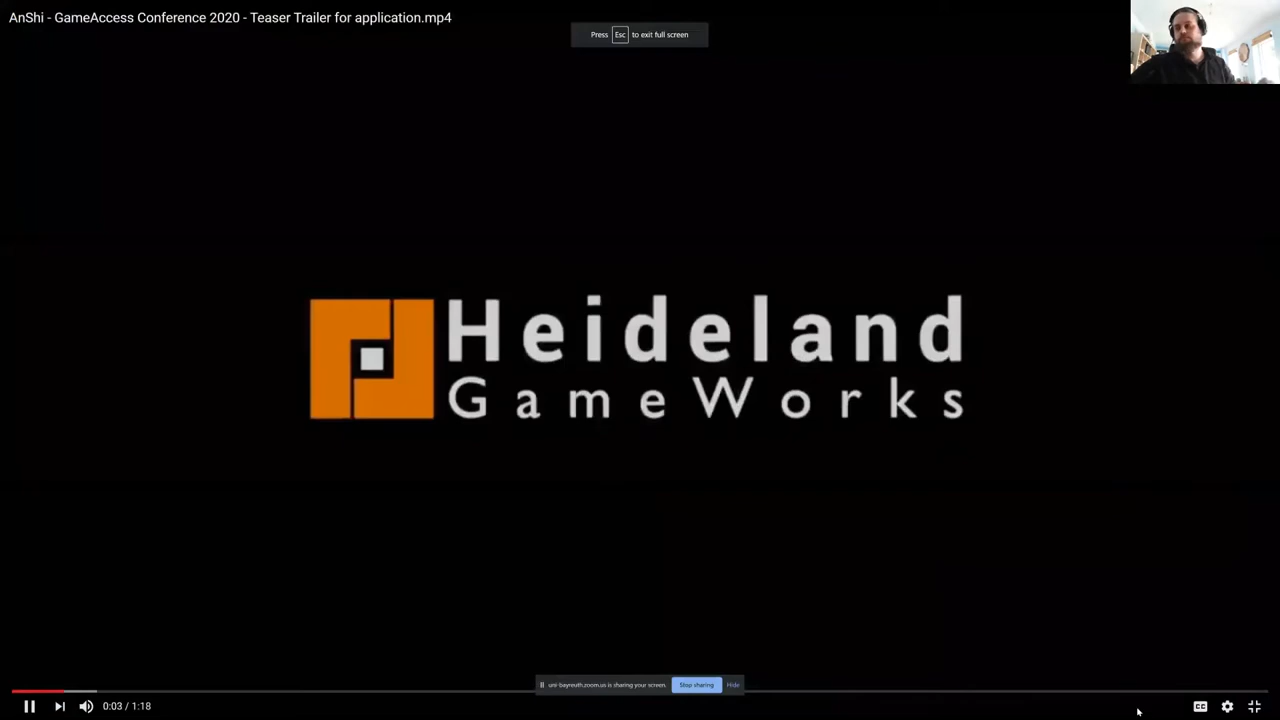 AnShi - GameAccess Conference 2020 - Teaser Trailer for application.mp4
Press Esc to exit full screen
Heideland
GameWorks
uni-bayreuth.zoom.us is sharing your screen. Stop sharing Hide
0:03 / 1:18
CC